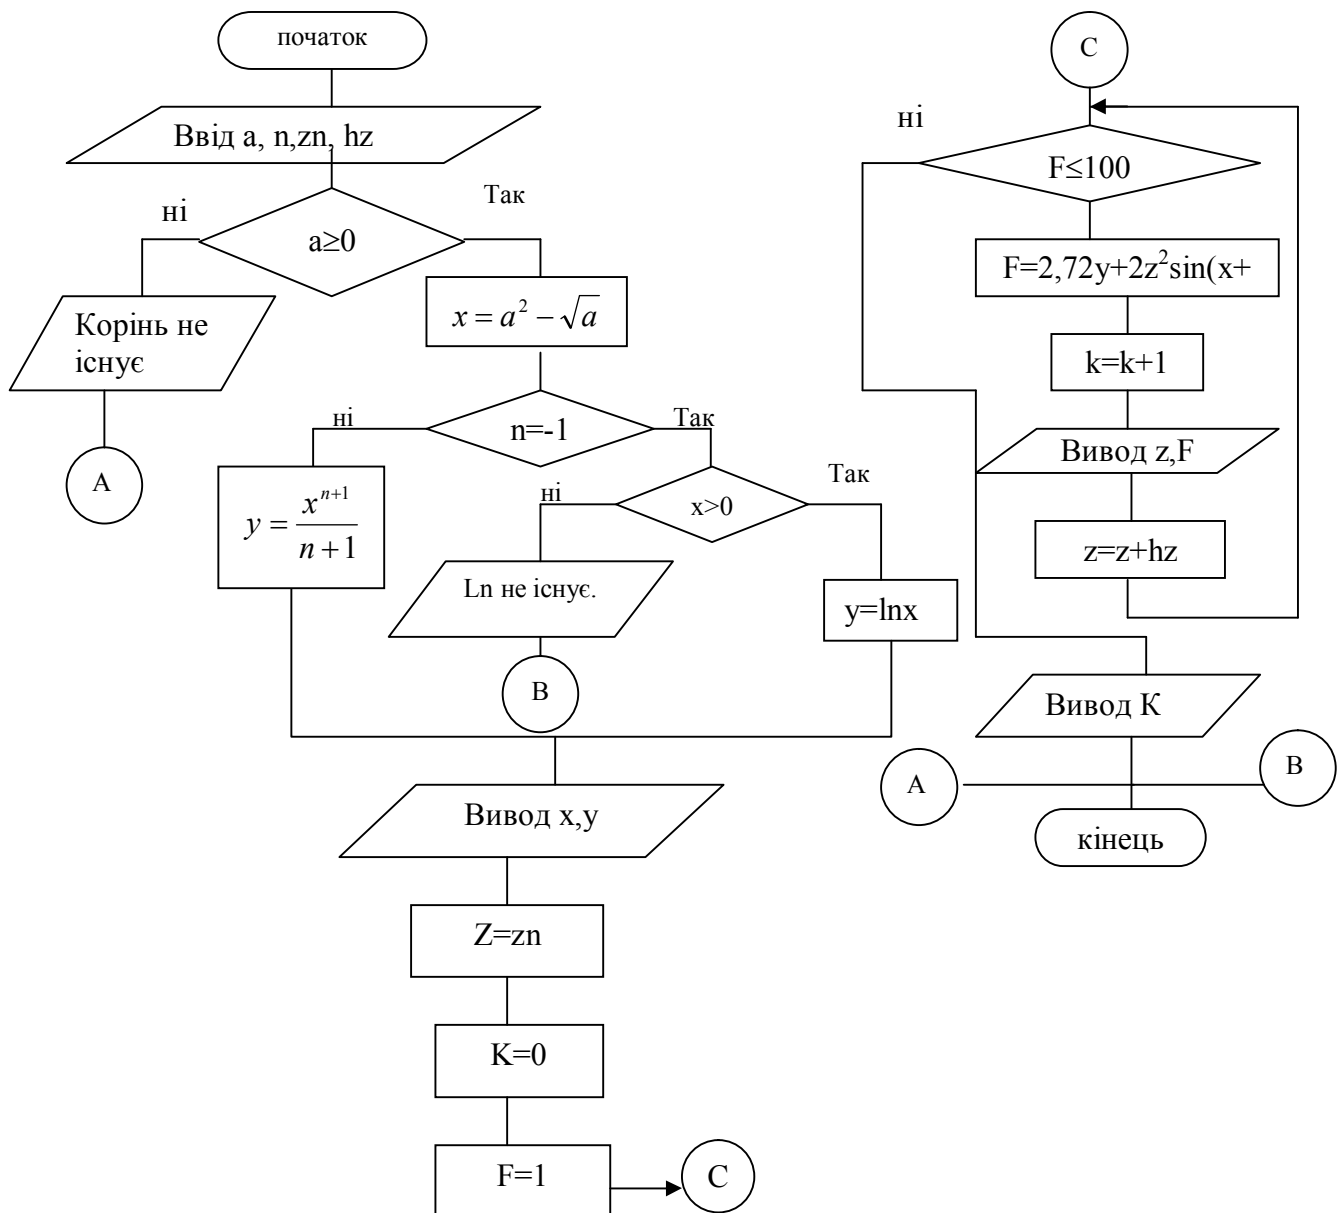 початок
Ввід a, n,zn, hz
ні
Так
a≥0
Корінь не
існує
x = a² − √a
A
ні
Так
n=-1
y = xⁿ⁺¹ / n + 1
ні
Так
x>0
Ln не існує.
y=lnx
B
Вивод x,y
Z=zn
K=0
F=1
C
C
ні
F≤100
F=2,72y+2z²sin(x+
k=k+1
Вивод z,F
z=z+hz
Вивод К
A
B
кінець